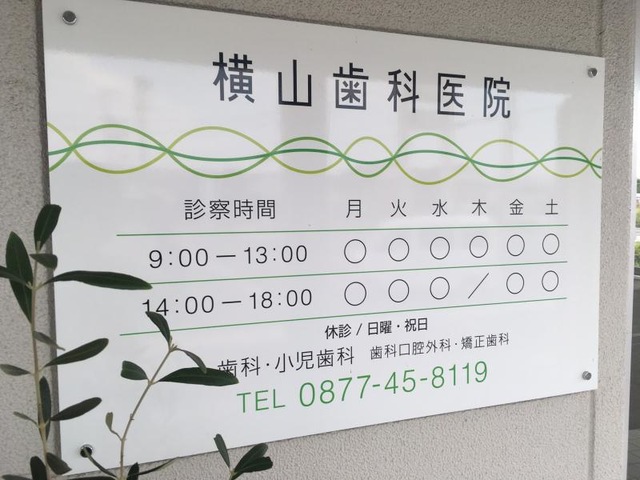 横山歯科医院
診察時間 月 火 水 木 金 土
9:00－13:00 ○ ○ ○ ○ ○ ○
14:00－18:00 ○ ○ ○ ／ ○ ○
休診 / 日曜・祝日
歯科・小児歯科 歯科口腔外科・矯正歯科
TEL 0877-45-8119